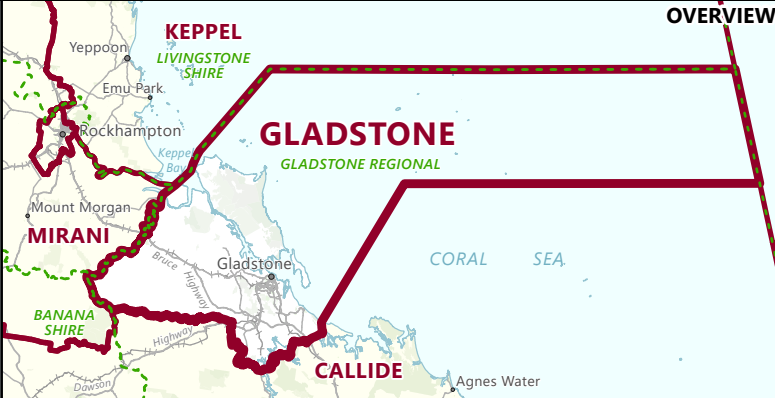 OVERVIEW
KEPPEL
Yeppoon
LIVINGSTONE
SHIRE
Emu Park
Rockhampton
GLADSTONE
Keppel
Bay
GLADSTONE REGIONAL
Mount Morgan
MIRANI
Bruce
Highway
Gladstone
CORAL SEA
BANANA
SHIRE
Highway
Dawson
CALLIDE
Agnes Water